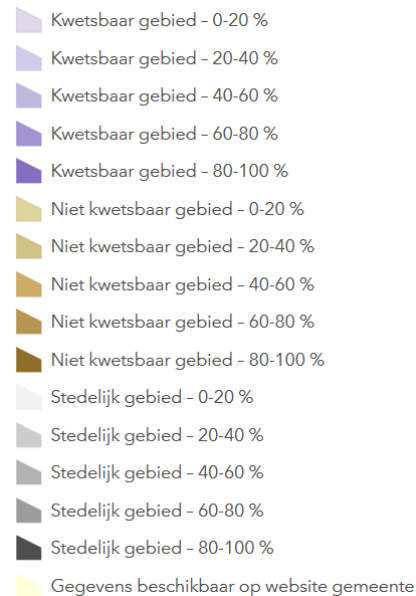 Kwetsbaar gebied – 0-20 %
Kwetsbaar gebied – 20-40 %
Kwetsbaar gebied – 40-60 %
Kwetsbaar gebied – 60-80 %
Kwetsbaar gebied – 80-100 %
Niet kwetsbaar gebied – 0-20 %
Niet kwetsbaar gebied – 20-40 %
Niet kwetsbaar gebied – 40-60 %
Niet kwetsbaar gebied – 60-80 %
Niet kwetsbaar gebied – 80-100 %
Stedelijk gebied – 0-20 %
Stedelijk gebied – 20-40 %
Stedelijk gebied – 40-60 %
Stedelijk gebied – 60-80 %
Stedelijk gebied – 80-100 %
Gegevens beschikbaar op website gemeente